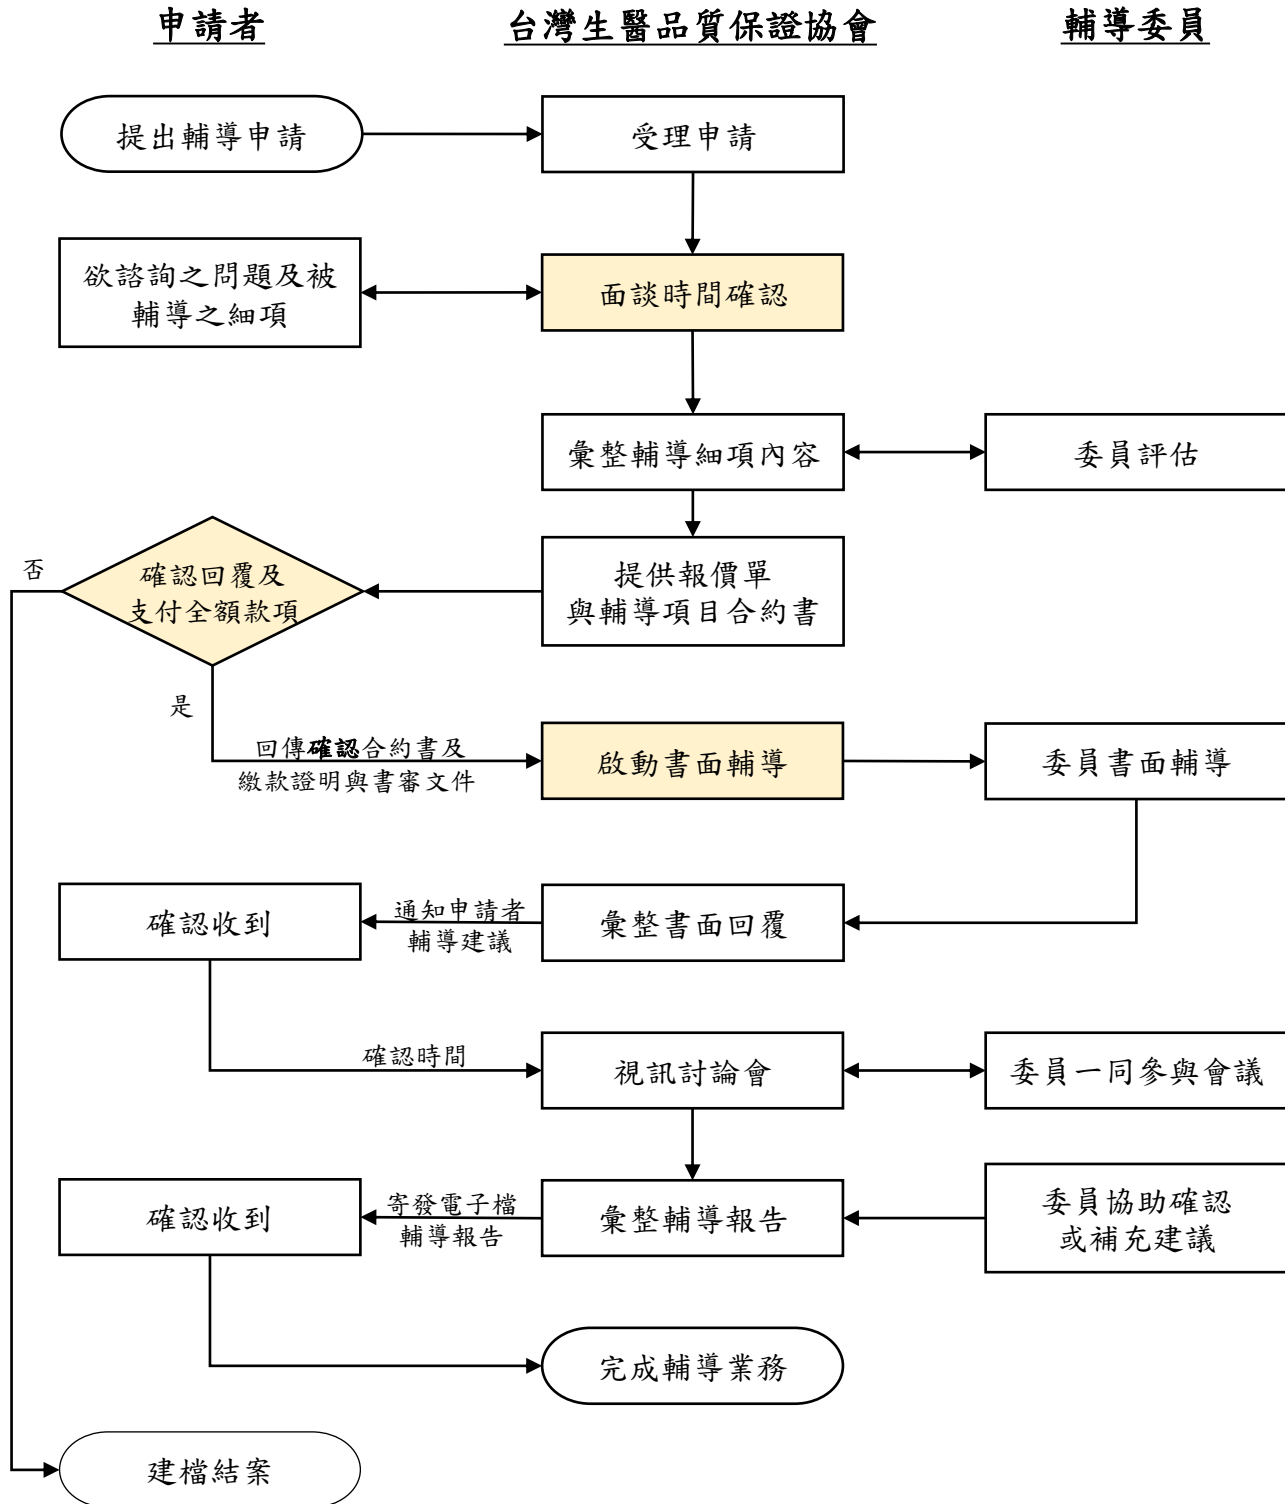 申請者
台灣生醫品質保證協會
輔導委員
提出輔導申請
受理申請
欲諮詢之問題及被
輔導之細項
面談時間確認
彙整輔導細項內容
委員評估
否
確認回覆及
支付全額款項
提供報價單
與輔導項目合約書
是
回傳確認合約書及
繳款證明與書審文件
啟動書面輔導
委員書面輔導
確認收到
通知申請者
輔導建議
彙整書面回覆
確認時間
視訊討論會
委員一同參與會議
確認收到
寄發電子檔
輔導報告
彙整輔導報告
委員協助確認
或補充建議
完成輔導業務
建檔結案